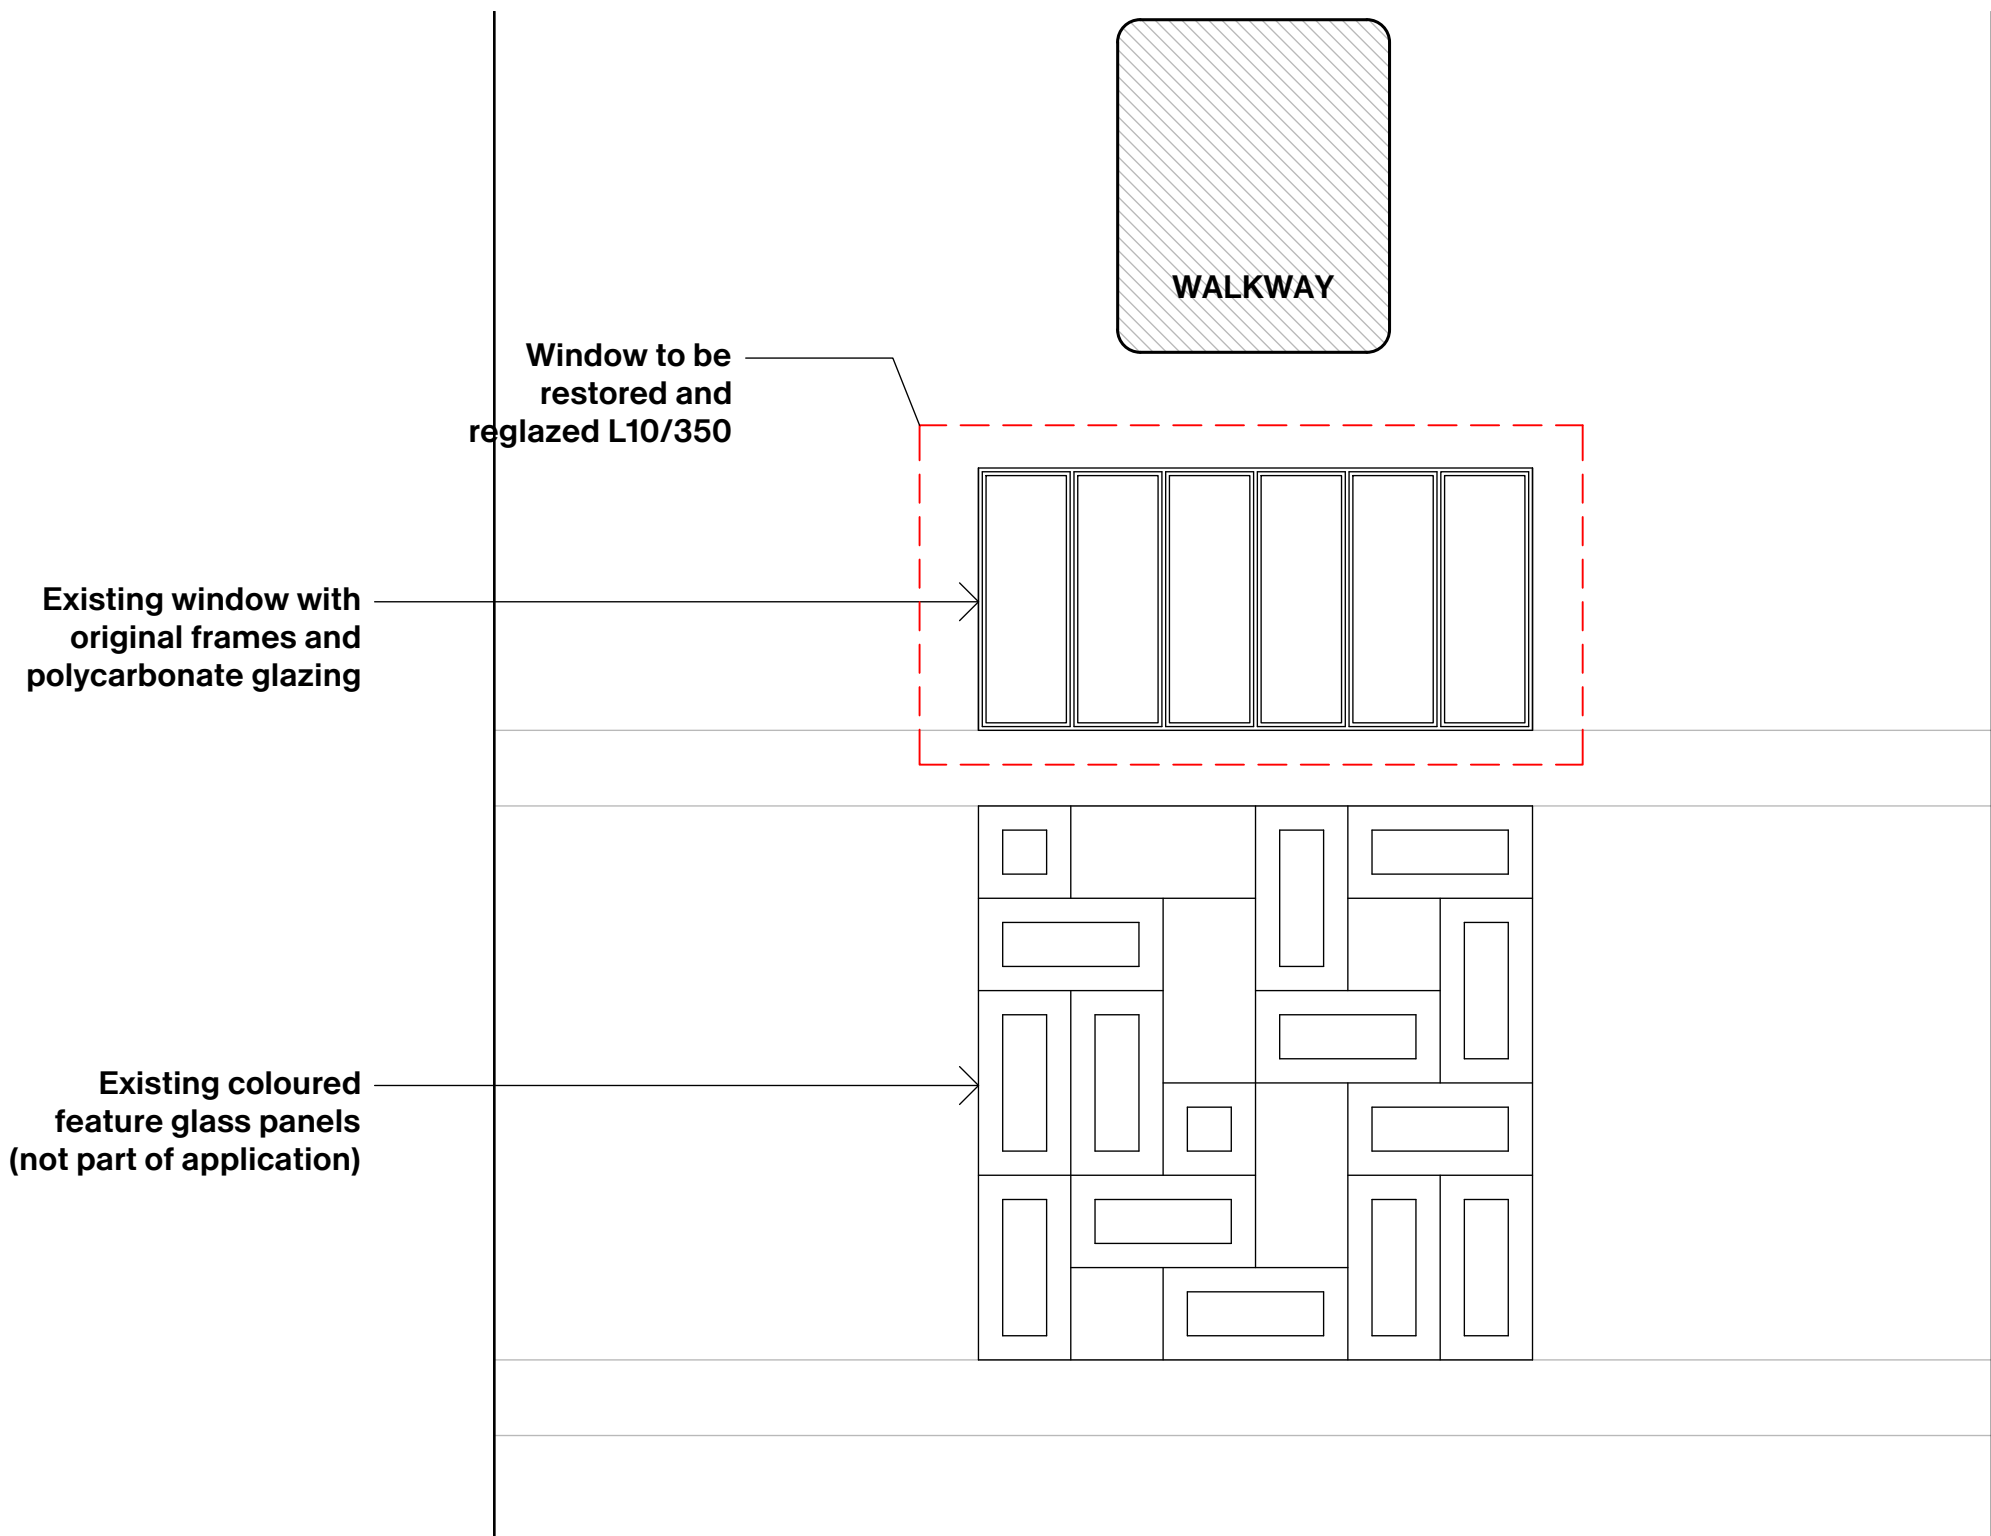 WALKWAY
Window to be
restored and
reglazed L10/350
Existing window with
original frames and
polycarbonate glazing
Existing coloured
feature glass panels
(not part of application)